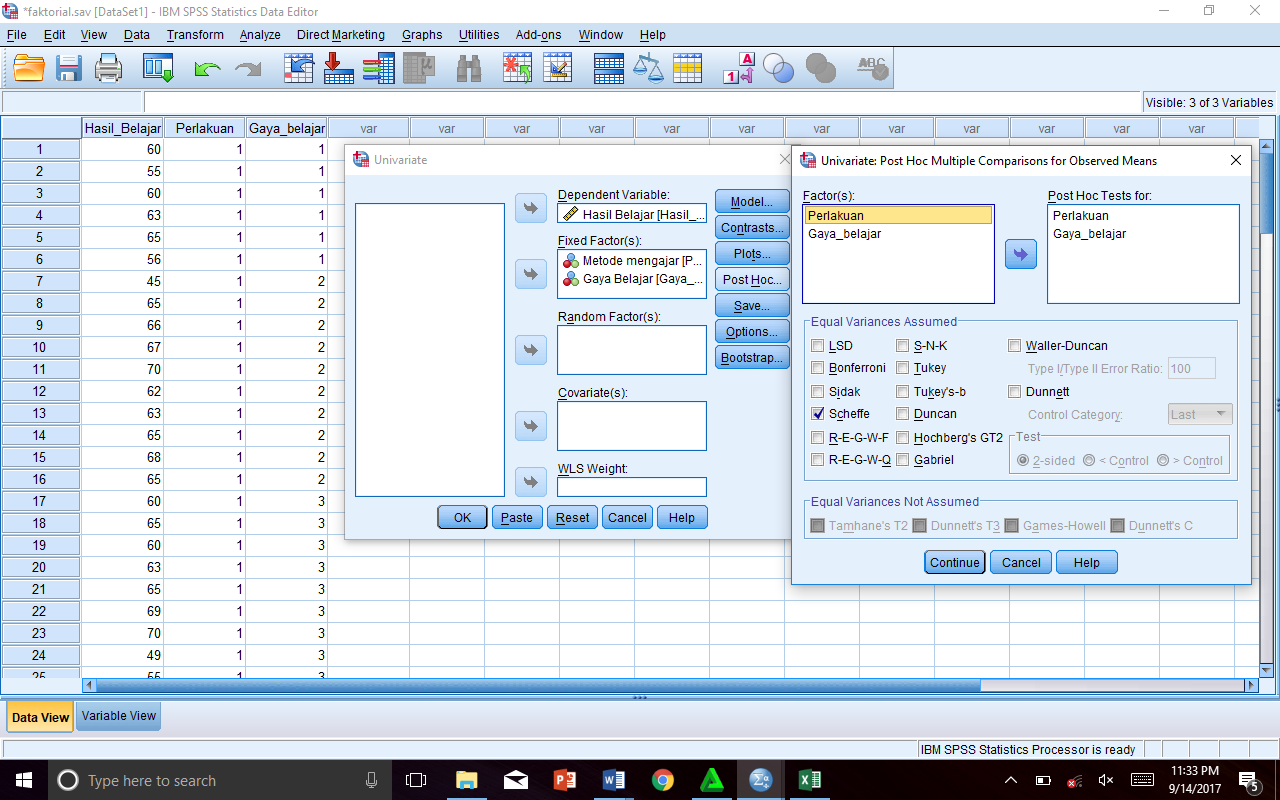 *faktorial.sav [DataSet1] - IBM SPSS Statistics Data Editor
File Edit View Data Transform Analyze Direct Marketing Graphs Utilities Add-ons Window Help
Visible: 3 of 3 Variables
Hasil_Belajar Perlakuan Gaya_belajar var var var var var var var var var var var var
1 60 1 1
2 55 1 1
3 60 1 1
4 63 1 1
5 65 1 1
6 56 1 1
7 45 1 2
8 65 1 2
9 66 1 2
10 67 1 2
11 70 1 2
12 62 1 2
13 63 1 2
14 65 1 2
15 68 1 2
16 65 1 2
17 60 1 3
18 65 1 3
19 60 1 3
20 63 1 3
21 65 1 3
22 69 1 3
23 70 1 3
24 49 1 3
Univariate
Dependent Variable:
Hasil Belajar [Hasil_...
Fixed Factor(s):
Metode mengajar [P...
Gaya Belajar [Gaya_...
Random Factor(s):
Covariate(s):
WLS Weight:
Model...
Contrasts...
Plots...
Post Hoc...
Save...
Options...
Bootstrap...
OK Paste Reset Cancel Help
Univariate: Post Hoc Multiple Comparisons for Observed Means
Factor(s):
Perlakuan
Gaya_belajar
Post Hoc Tests for:
Perlakuan
Gaya_belajar
Equal Variances Assumed
LSD S-N-K Waller-Duncan
Bonferroni Tukey Type I/Type II Error Ratio: 100
Sidak Tukey's-b Dunnett
Scheffe Duncan Control Category: Last
R-E-G-W-F Hochberg's GT2 Test
R-E-G-W-Q Gabriel 2-sided < Control > Control
Equal Variances Not Assumed
Tamhane's T2 Dunnett's T3 Games-Howell Dunnett's C
Continue Cancel Help
Data View Variable View
IBM SPSS Statistics Processor is ready
Type here to search
11:33 PM
9/14/2017
5